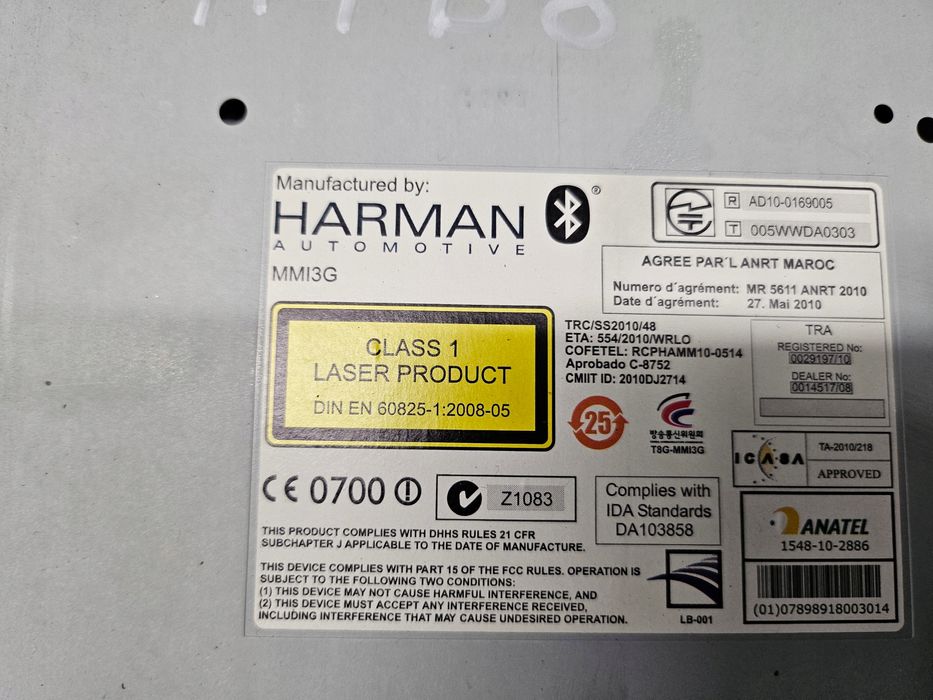 Manufactured by:
HARMAN
AUTOMOTIVE
MMI3G
®
R AD10-0169005
T 005WWDA0303
AGREE PAR´L ANRT MAROC
Numero d´agrément: MR 5611 ANRT 2010
Date d´agrément: 27. Mai 2010
CLASS 1
LASER PRODUCT
DIN EN 60825-1:2008-05
TRC/SS2010/48
ETA: 554/2010/WRLO
COFETEL: RCPHAMM10-0514
Aprobado C-8752
CMIIT ID: 2010DJ2714
TRA
REGISTERED No:
0029197/10
DEALER No:
0014517/08
25
방송통신위원회
T8G-MMI3G
ICASA
TA-2010/218
APPROVED
CE 0700
Z1083
Complies with
IDA Standards
DA103858
ANATEL
1548-10-2886
(01)07898918003014
THIS PRODUCT COMPLIES WITH DHHS RULES 21 CFR
SUBCHAPTER J APPLICABLE TO THE DATE OF MANUFACTURE.
THIS DEVICE COMPLIES WITH PART 15 OF THE FCC RULES. OPERATION IS
SUBJECT TO THE FOLLOWING TWO CONDITIONS:
(1) THIS DEVICE MAY NOT CAUSE HARMFUL INTERFERENCE, AND
(2) THIS DEVICE MUST ACCEPT ANY INTERFERENCE RECEIVED,
INCLUDING INTERFERENCE THAT MAY CAUSE UNDESIRED OPERATION.
LB-001